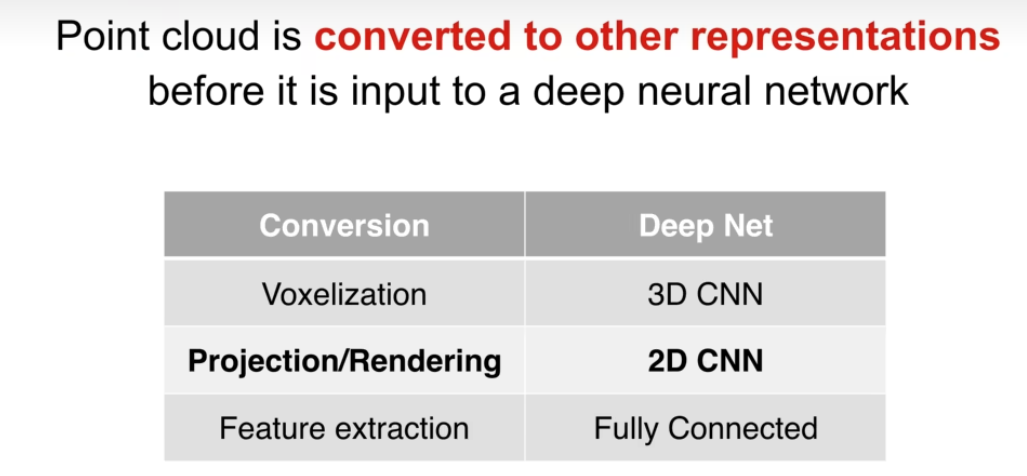 Point cloud is converted to other representations
before it is input to a deep neural network
Conversion Deep Net
Voxelization 3D CNN
Projection/Rendering 2D CNN
Feature extraction Fully Connected